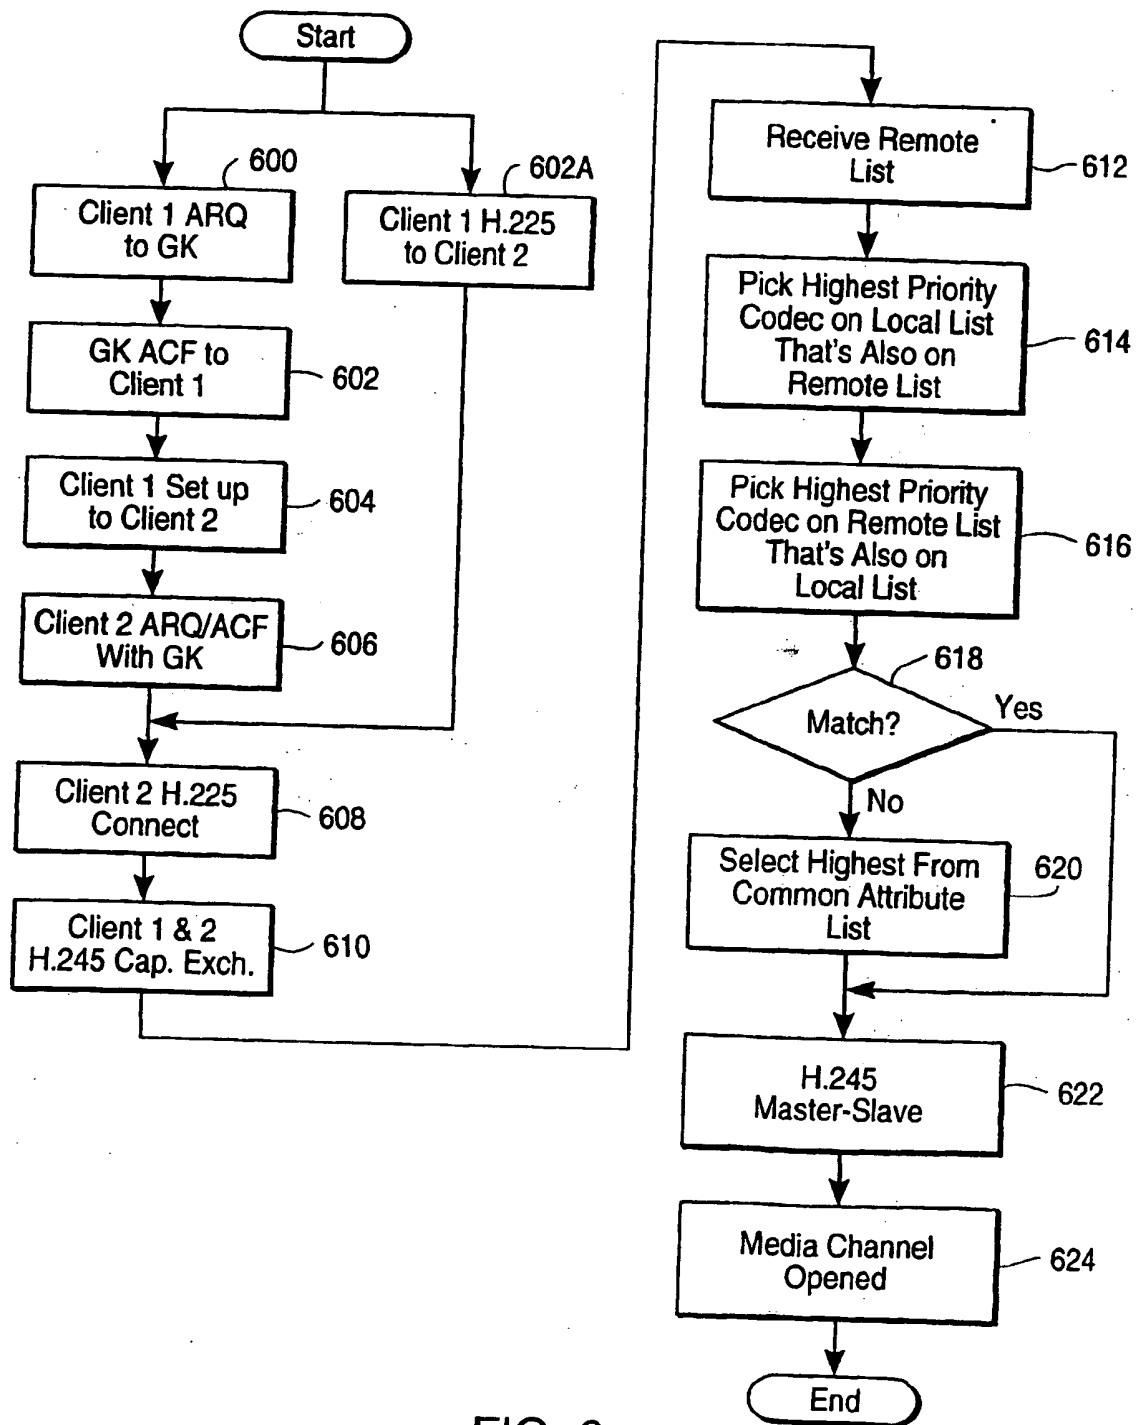 Start
600
Client 1 ARQ
to GK
602A
Client 1 H.225
to Client 2
GK ACF to
Client 1
602
Client 1 Set up
to Client 2
604
Client 2 ARQ/ACF
With GK
606
Client 2 H.225
Connect
608
Client 1 & 2
H.245 Cap. Exch.
610
Receive Remote
List
612
Pick Highest Priority
Codec on Local List
That's Also on
Remote List
614
Pick Highest Priority
Codec on Remote List
That's Also on
Local List
616
618
Match?
Yes
No
Select Highest From
Common Attribute
List
620
H.245
Master-Slave
622
Media Channel
Opened
624
End